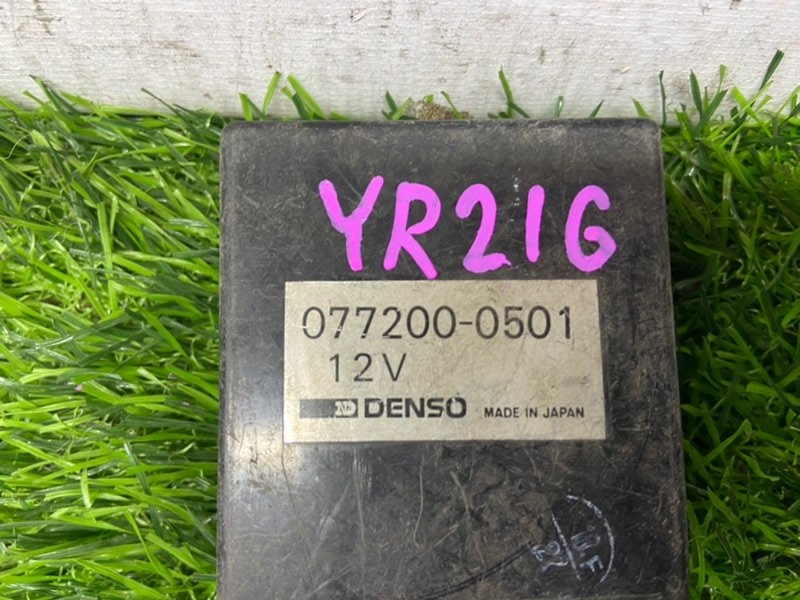 YR21G
077200-0501
12V
DENSO MADE IN JAPAN